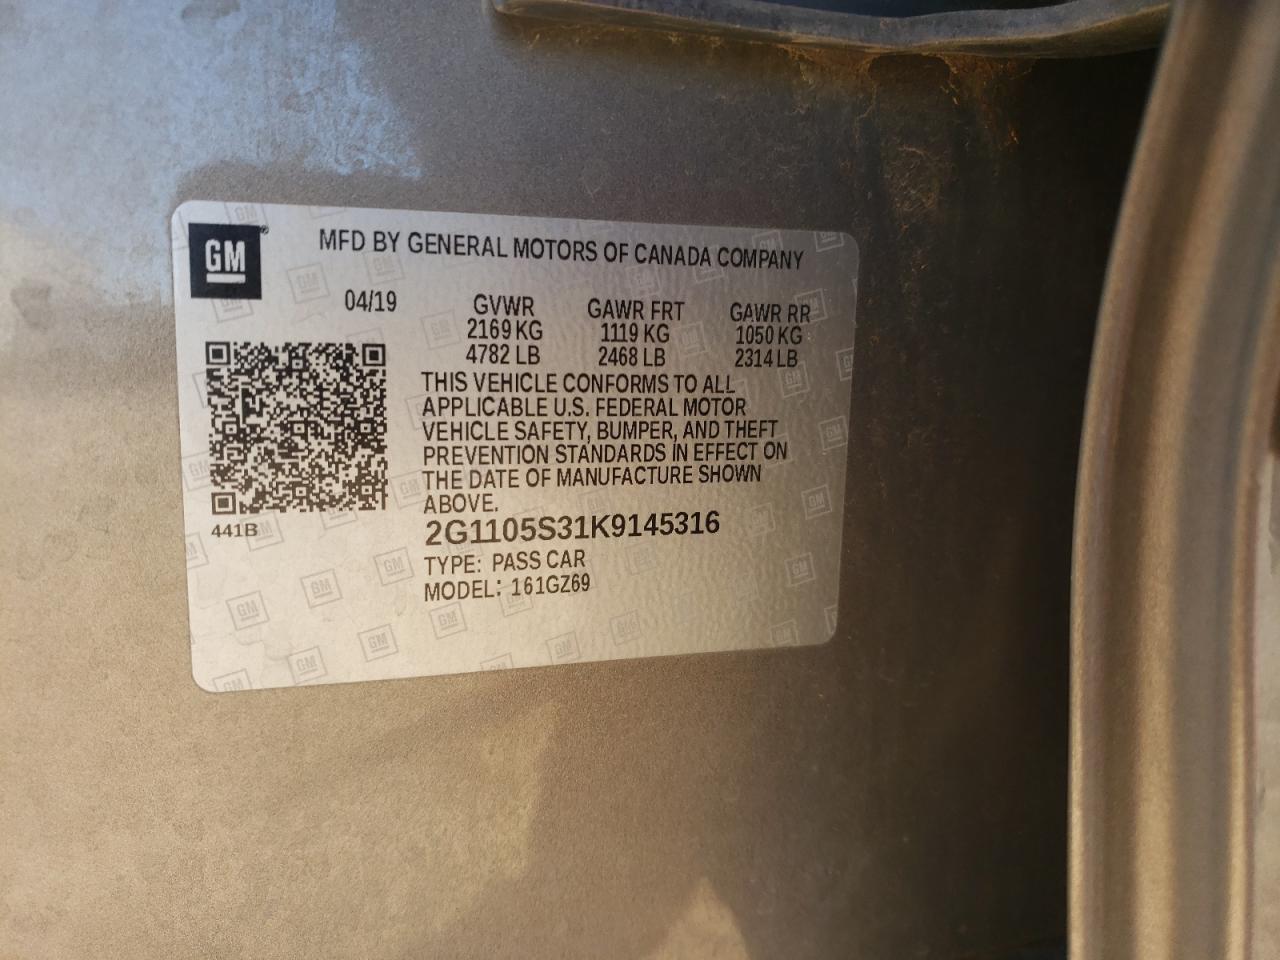 GM
MFD BY GENERAL MOTORS OF CANADA COMPANY
04/19
GVWR GAWR FRT GAWR RR
2169 KG 1119 KG 1050 KG
4782 LB 2468 LB 2314 LB
THIS VEHICLE CONFORMS TO ALL
APPLICABLE U.S. FEDERAL MOTOR
VEHICLE SAFETY, BUMPER, AND THEFT
PREVENTION STANDARDS IN EFFECT ON
THE DATE OF MANUFACTURE SHOWN
ABOVE.
441B
2G1105S31K9145316
TYPE: PASS CAR
MODEL: 161GZ69